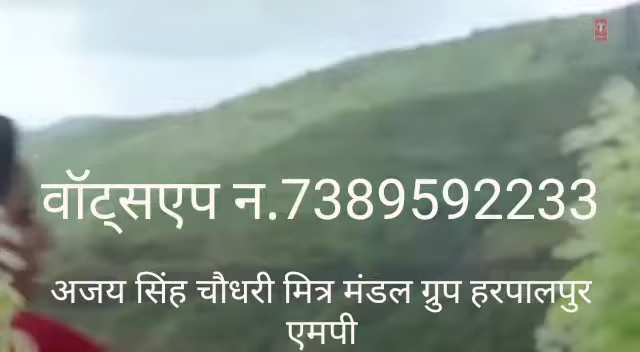 वॉट्सएप न.7389592233
अजय सिंह चौधरी मित्र मंडल ग्रुप हरपालपुर
एमपी